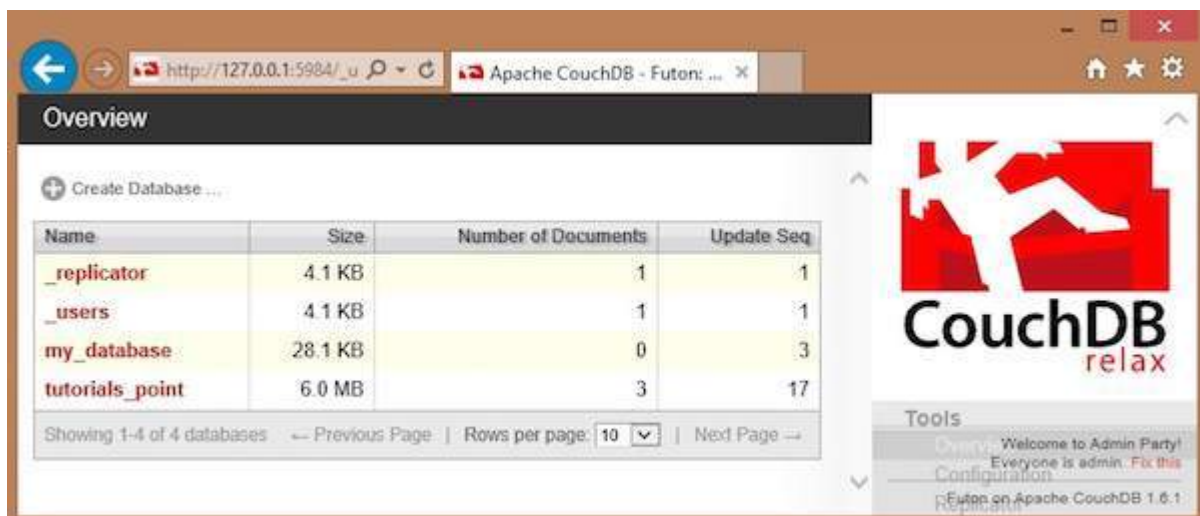 http://127.0.0.1:5984/_u
Apache CouchDB - Futon: ...
Overview
Create Database ...
Name Size Number of Documents Update Seq
_replicator 4.1 KB 1 1
_users 4.1 KB 1 1
my_database 28.1 KB 0 3
tutorials_point 6.0 MB 3 17
Showing 1-4 of 4 databases ← Previous Page | Rows per page: 10 | Next Page →
CouchDB
relax
Tools
Overview
Welcome to Admin Party!
Everyone is admin. Fix this
Configuration
Replicator
Futon on Apache CouchDB 1.6.1